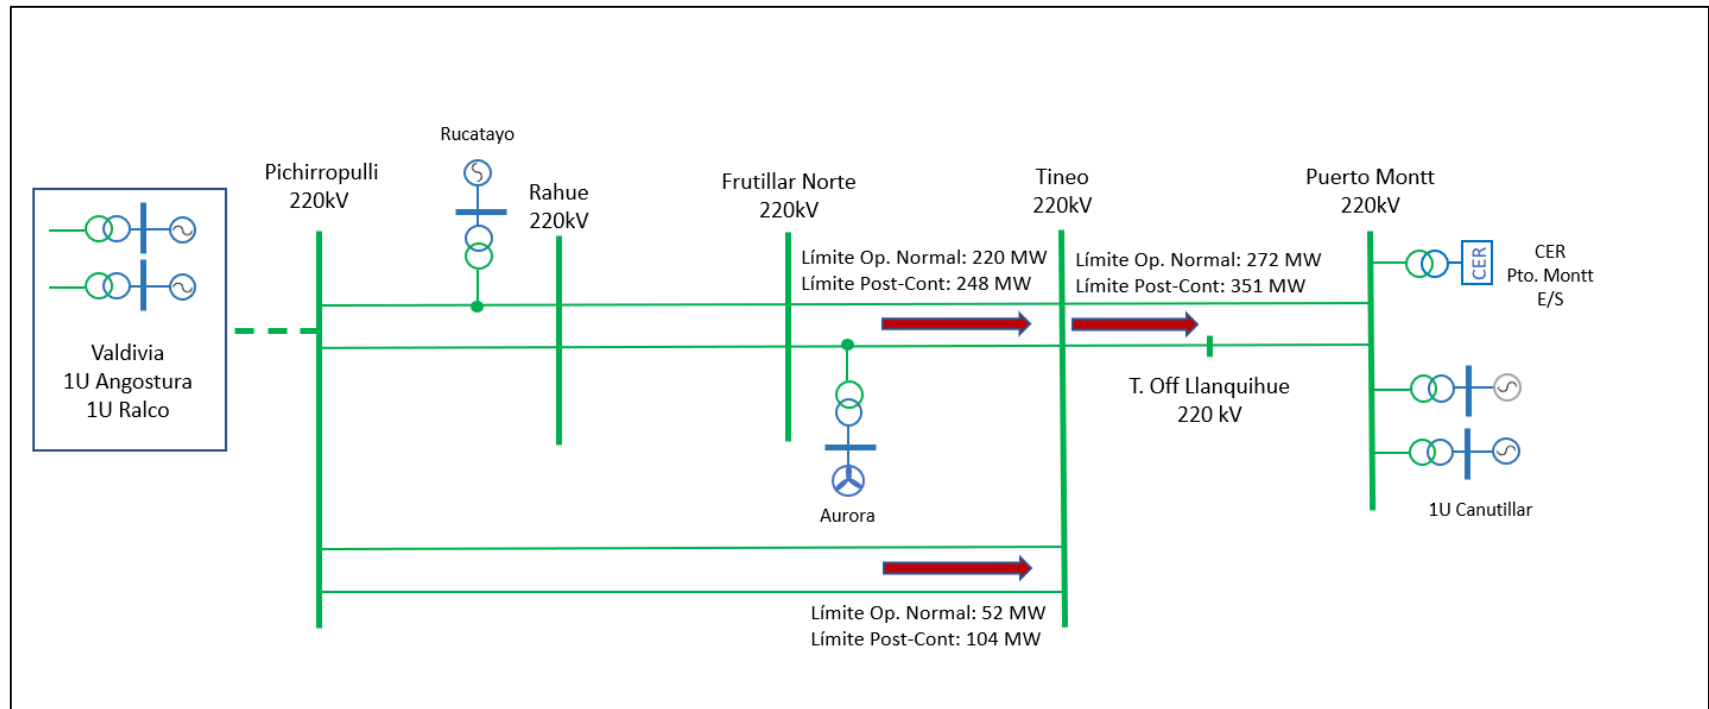 Rucatayo
Pichirropulli
220kV
Rahue
220kV
Frutillar Norte
220kV
Tineo
220kV
Puerto Montt
220kV
Límite Op. Normal: 220 MW
Límite Post-Cont: 248 MW
Límite Op. Normal: 272 MW
Límite Post-Cont: 351 MW
CER
CER
Pto. Montt
E/S
Valdivia
1U Angostura
1U Ralco
T. Off Llanquihue
220 kV
Aurora
1U Canutillar
Límite Op. Normal: 52 MW
Límite Post-Cont: 104 MW